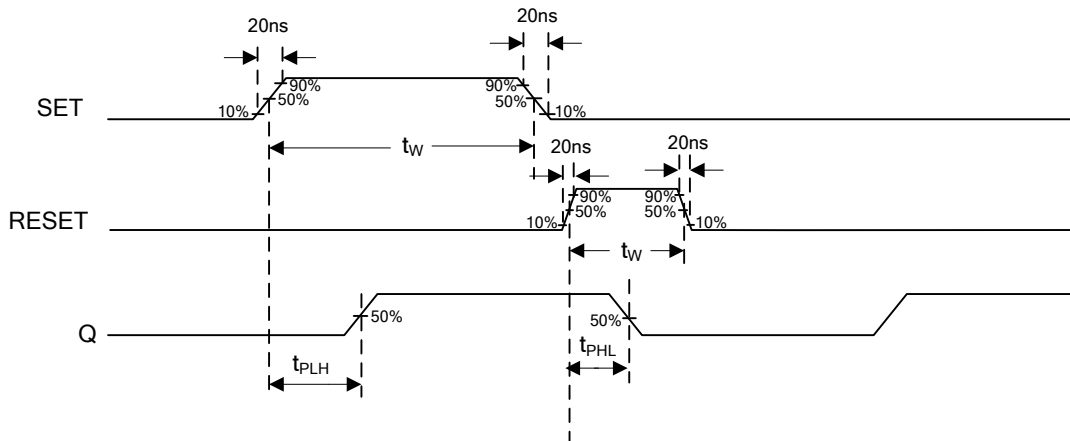 20ns 20ns
90% 90%
SET 50% 50%
10% 10%
tW 20ns 20ns
90% 90%
RESET 50% 50%
10% 10%
tW
Q 50% 50%
tPLH tPHL